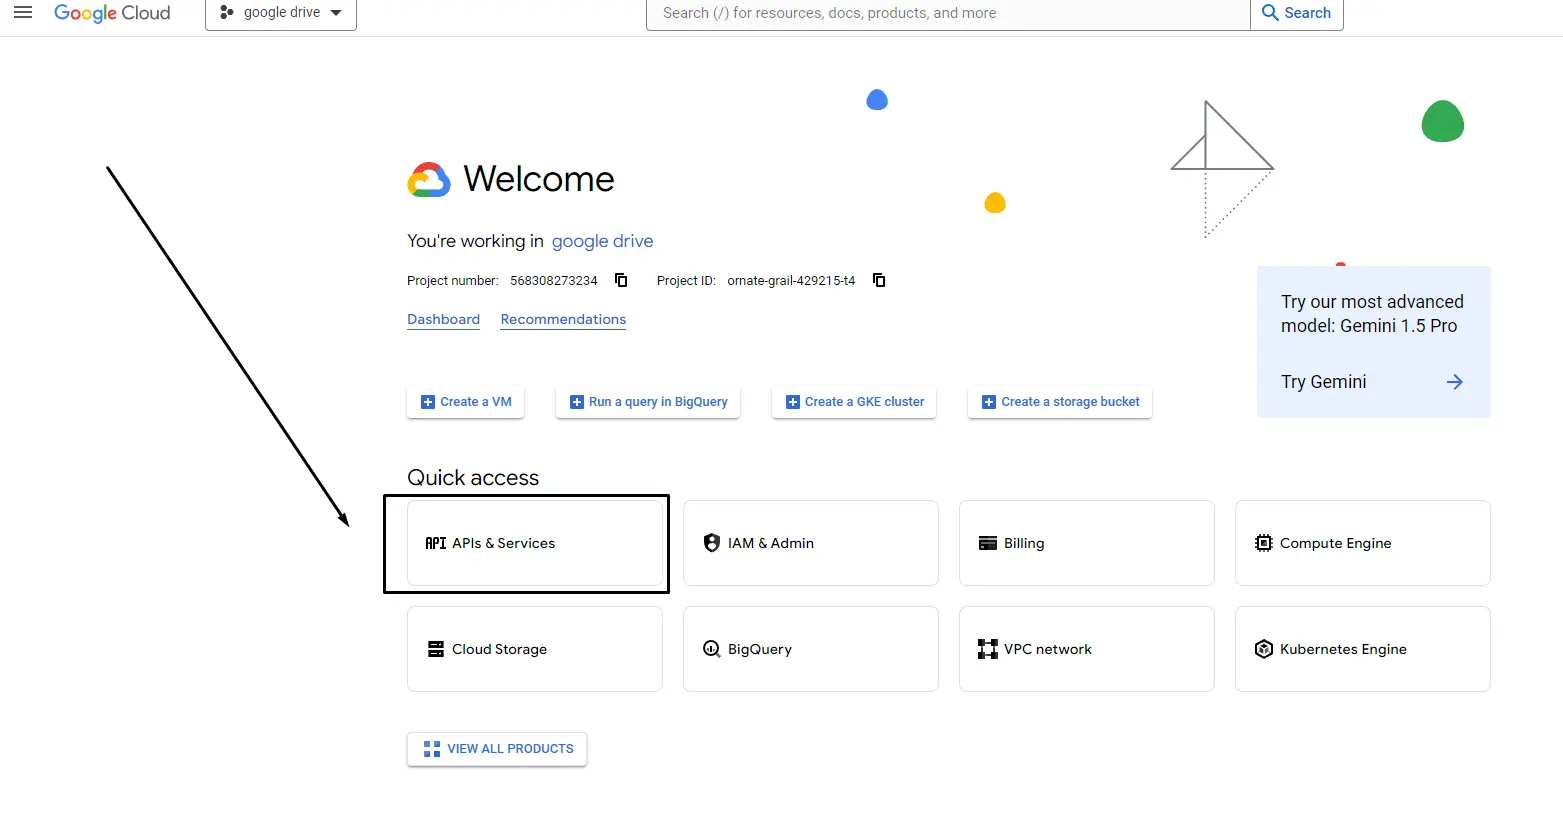 Google Cloud
google drive
Search (/) for resources, docs, products, and more
Search
Welcome
You're working in google drive
Project number: 568308273234 Project ID: ornate-grail-429215-t4
Dashboard Recommendations
Try our most advanced
model: Gemini 1.5 Pro
Try Gemini
Create a VM
Run a query in BigQuery
Create a GKE cluster
Create a storage bucket
Quick access
API APIs & Services
IAM & Admin
Billing
Compute Engine
Cloud Storage
BigQuery
VPC network
Kubernetes Engine
VIEW ALL PRODUCTS